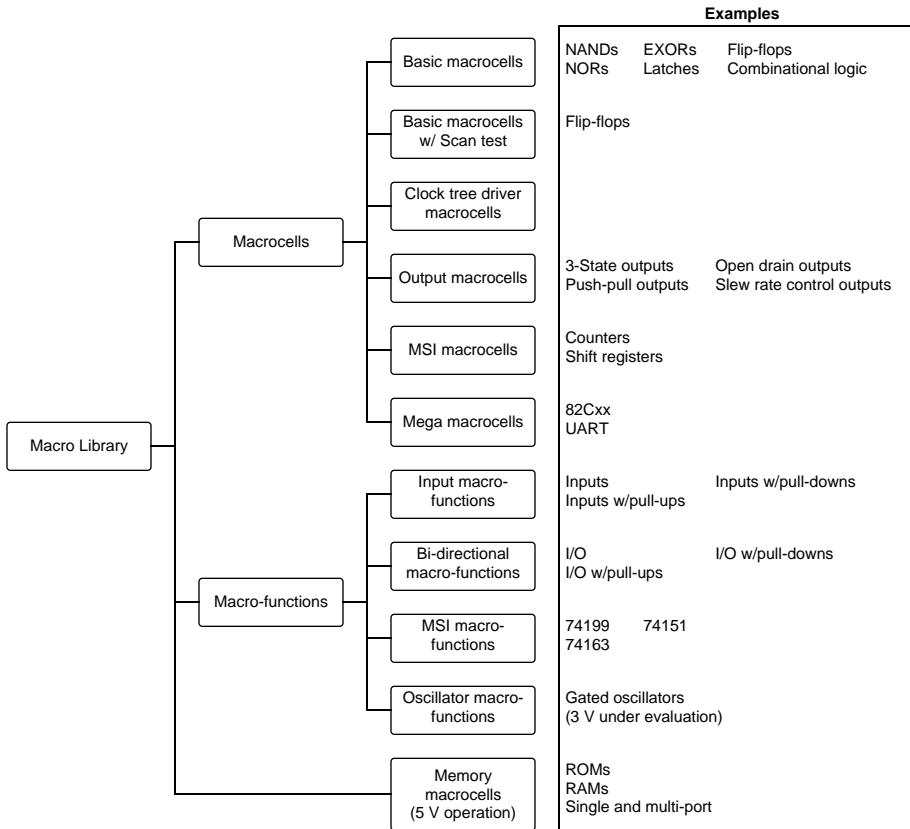 Examples
Basic macrocells
NANDs EXORs Flip-flops
NORs Latches Combinational logic
Basic macrocells
w/ Scan test
Flip-flops
Clock tree driver
macrocells
Macrocells
Output macrocells
3-State outputs Open drain outputs
Push-pull outputs Slew rate control outputs
MSI macrocells
Counters
Shift registers
Mega macrocells
82Cxx
UART
Macro Library
Input macro-
functions
Inputs Inputs w/pull-downs
Inputs w/pull-ups
Bi-directional
macro-functions
I/O I/O w/pull-downs
I/O w/pull-ups
Macro-functions
MSI macro-
functions
74199 74151
74163
Oscillator macro-
functions
Gated oscillators
(3 V under evaluation)
Memory
macrocells
(5 V operation)
ROMs
RAMs
Single and multi-port